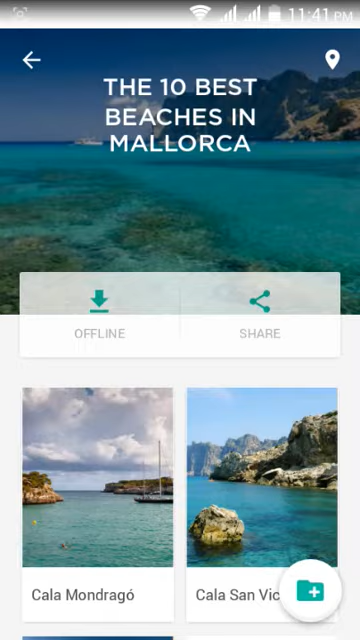 11:41 PM
THE 10 BEST
BEACHES IN
MALLORCA
OFFLINE
SHARE
Cala Mondragó
Cala San Vic